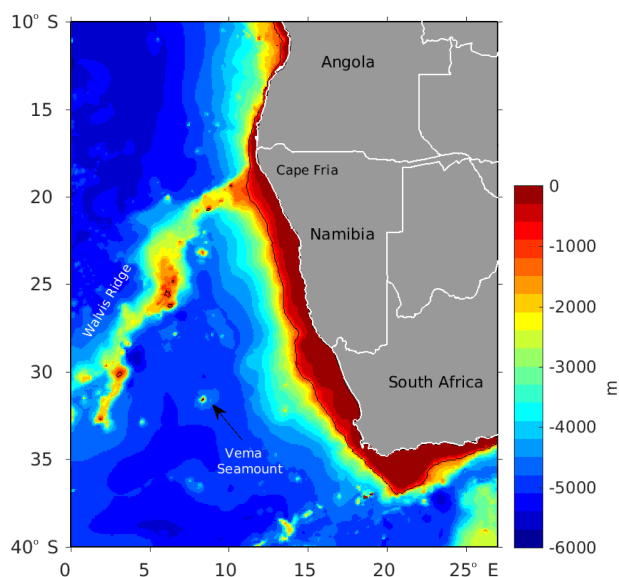 10° S
Angola
15
Cape Fria
20
0
-1000
Namibia
-2000
25
Walvis Ridge
-3000
30
South Africa
m
-4000
Vema
Seamount
35
-5000
40° S
-6000
0
5
10
15
20
25° E